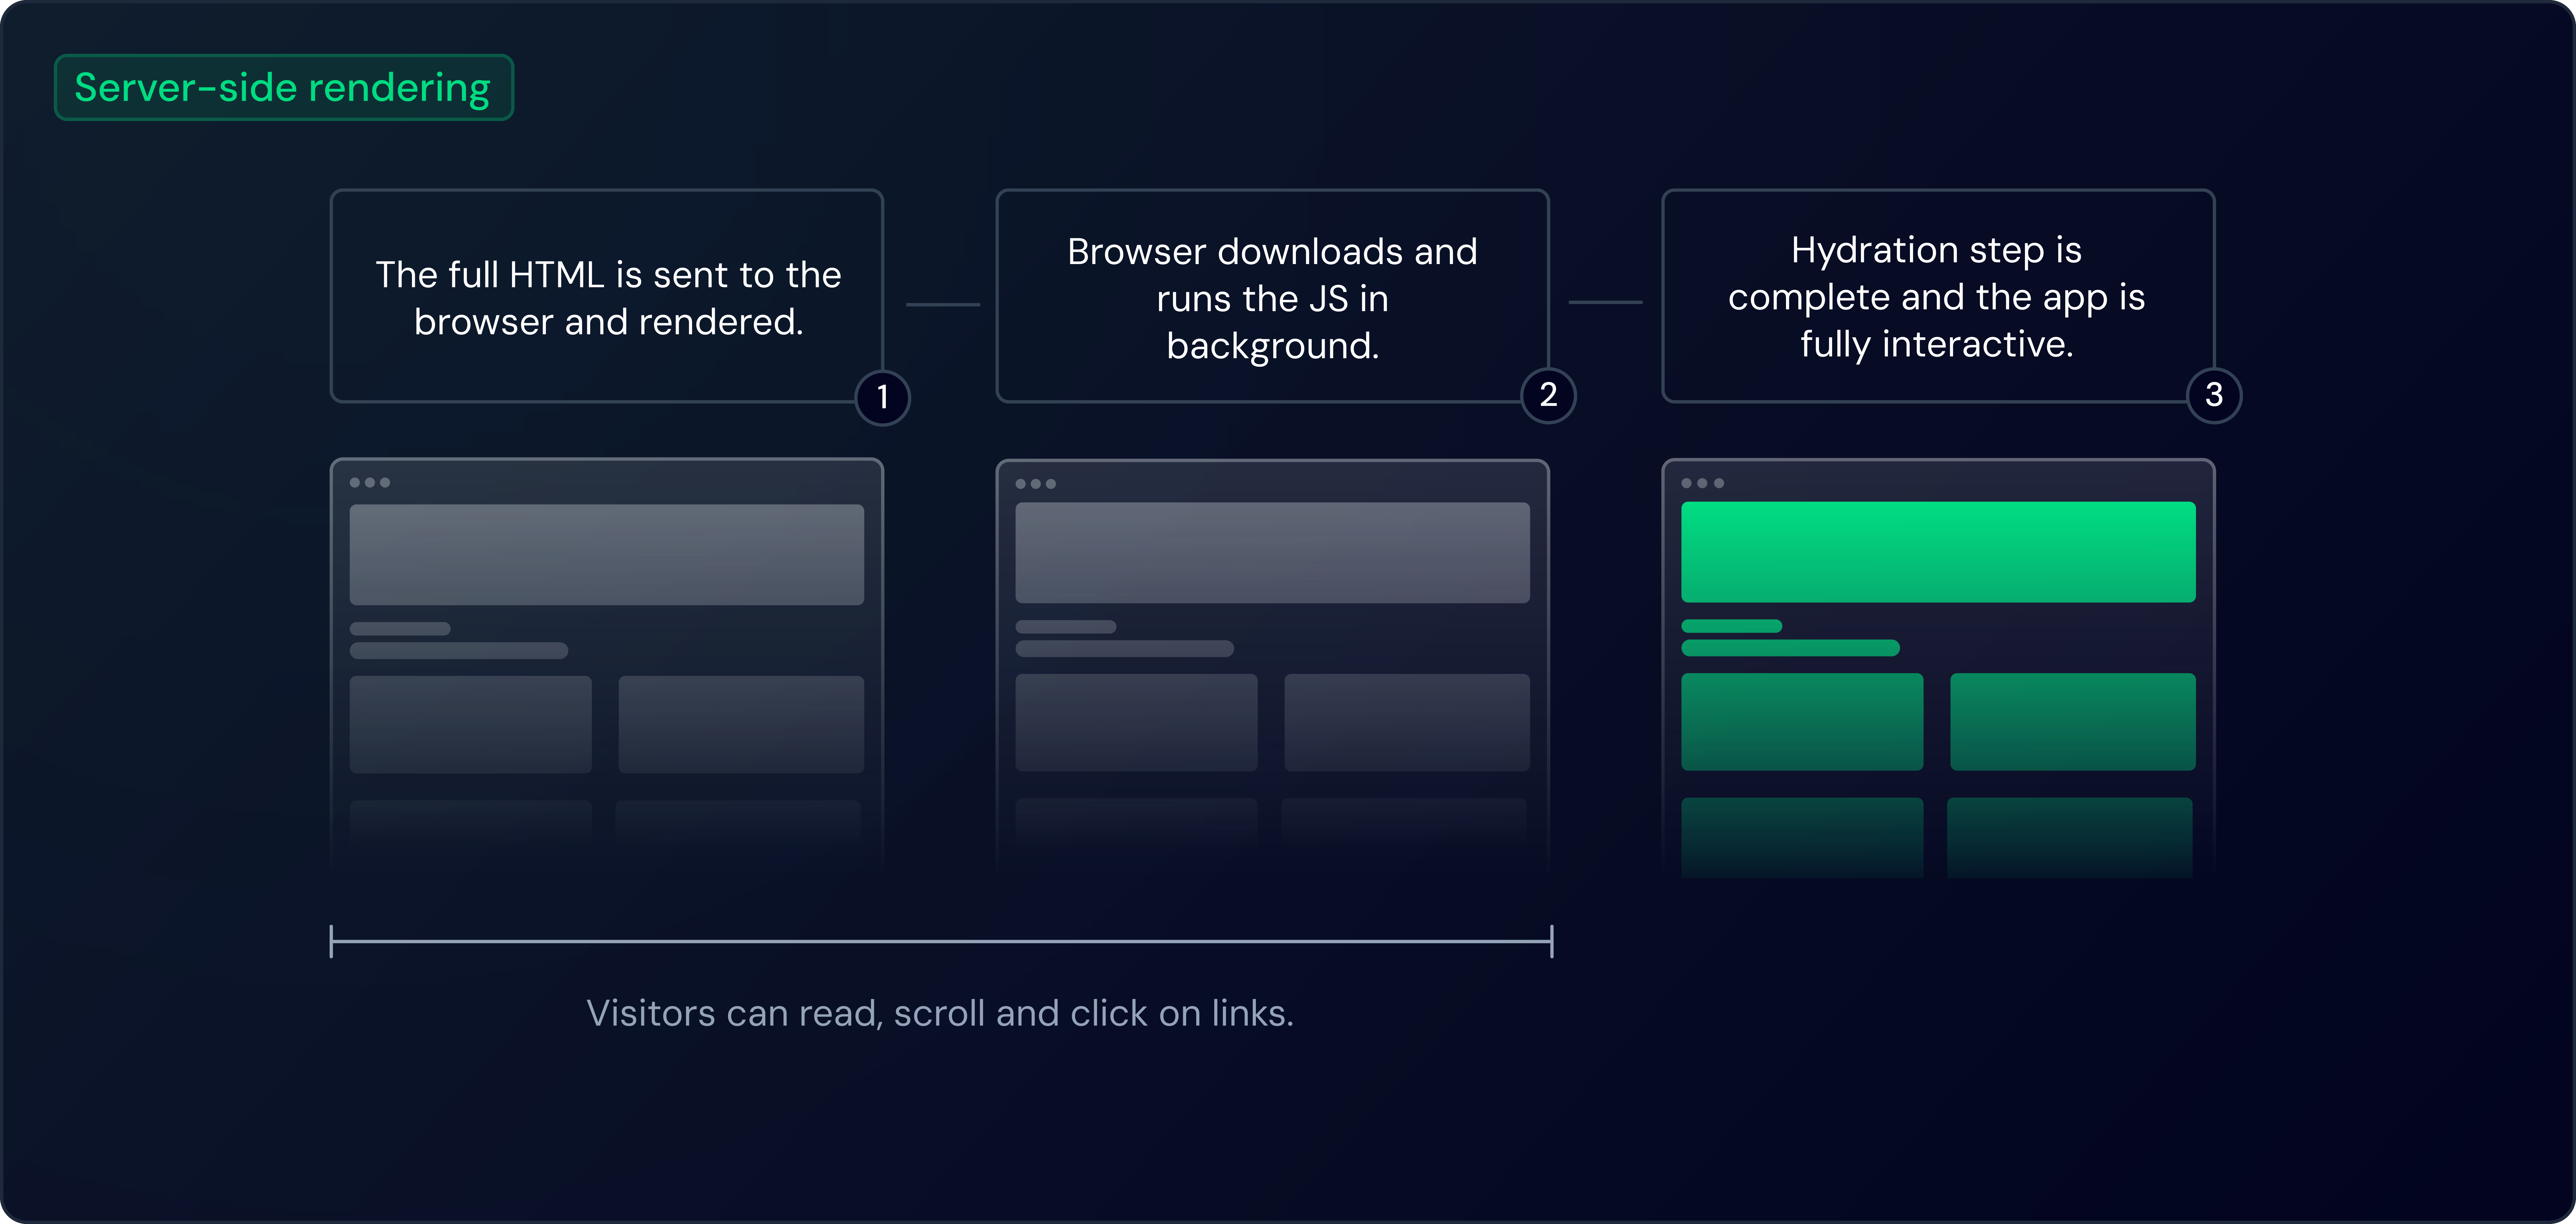 Server-side rendering
The full HTML is sent to the
browser and rendered.
1
Browser downloads and
runs the JS in
background.
2
Hydration step is
complete and the app is
fully interactive.
3
Visitors can read, scroll and click on links.